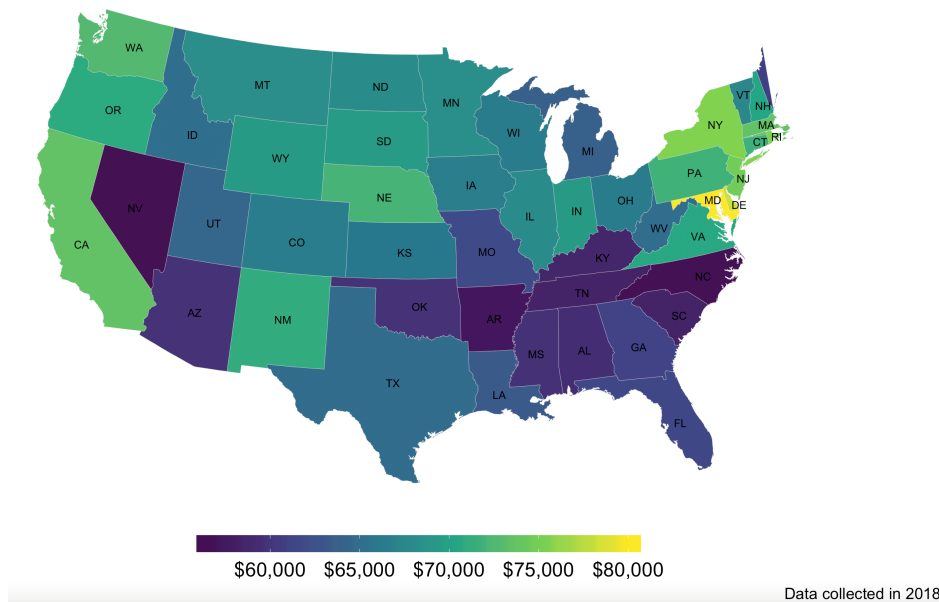 WA
MT
ND
MN
VT
NH
OR
ID
WI
NY
MA
RI
SD
MI
CT
WY
PA
IA
NE
NJ
NV
UT
CO
IL
IN
OH
MD
DE
WV
VA
CA
KS
MO
KY
NC
AZ
NM
OK
AR
TN
SC
MS
AL
GA
TX
LA
FL
$60,000 $65,000 $70,000 $75,000 $80,000
Data collected in 2018